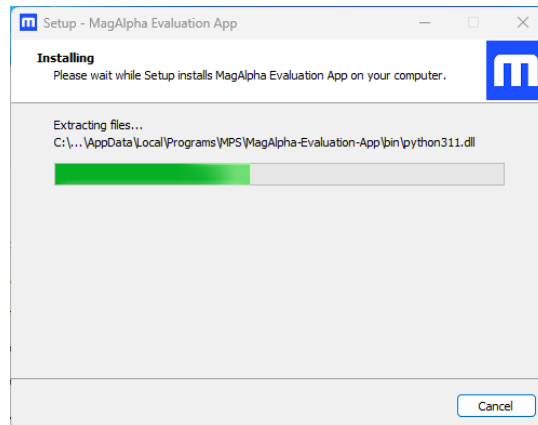 m Setup - MagAlpha Evaluation App
Installing
Please wait while Setup installs MagAlpha Evaluation App on your computer.
m
Extracting files...
C:\...\AppData\Local\Programs\MPS\MagAlpha-Evaluation-App\bin\python311.dll
Cancel